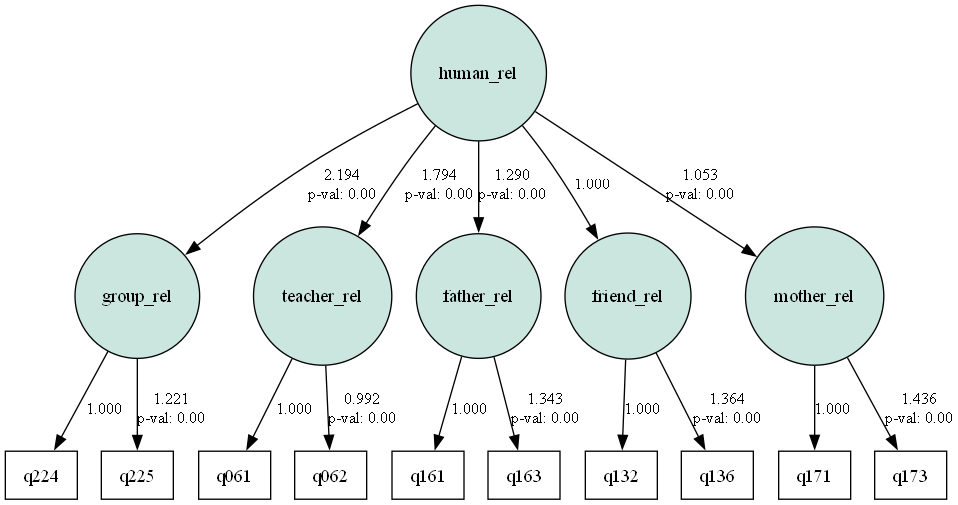 human_rel
2.194
p-val: 0.00
1.794
p-val: 0.00
1.290
p-val: 0.00
1.000
1.053
p-val: 0.00
group_rel
teacher_rel
father_rel
friend_rel
mother_rel
1.000
1.221
p-val: 0.00
1.000
0.992
p-val: 0.00
1.000
1.343
p-val: 0.00
1.000
1.364
p-val: 0.00
1.000
1.436
p-val: 0.00
q224
q225
q061
q062
q161
q163
q132
q136
q171
q173